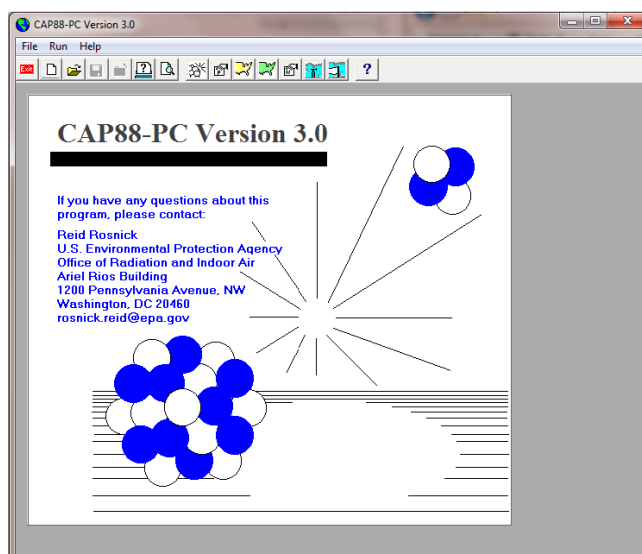 CAP88-PC Version 3.0
File Run Help
Exit
?
?
CAP88-PC Version 3.0
If you have any questions about this
program, please contact:
Reid Rosnick
U.S. Environmental Protection Agency
Office of Radiation and Indoor Air
Ariel Rios Building
1200 Pennsylvania Avenue, NW
Washington, DC 20460
rosnick.reid@epa.gov